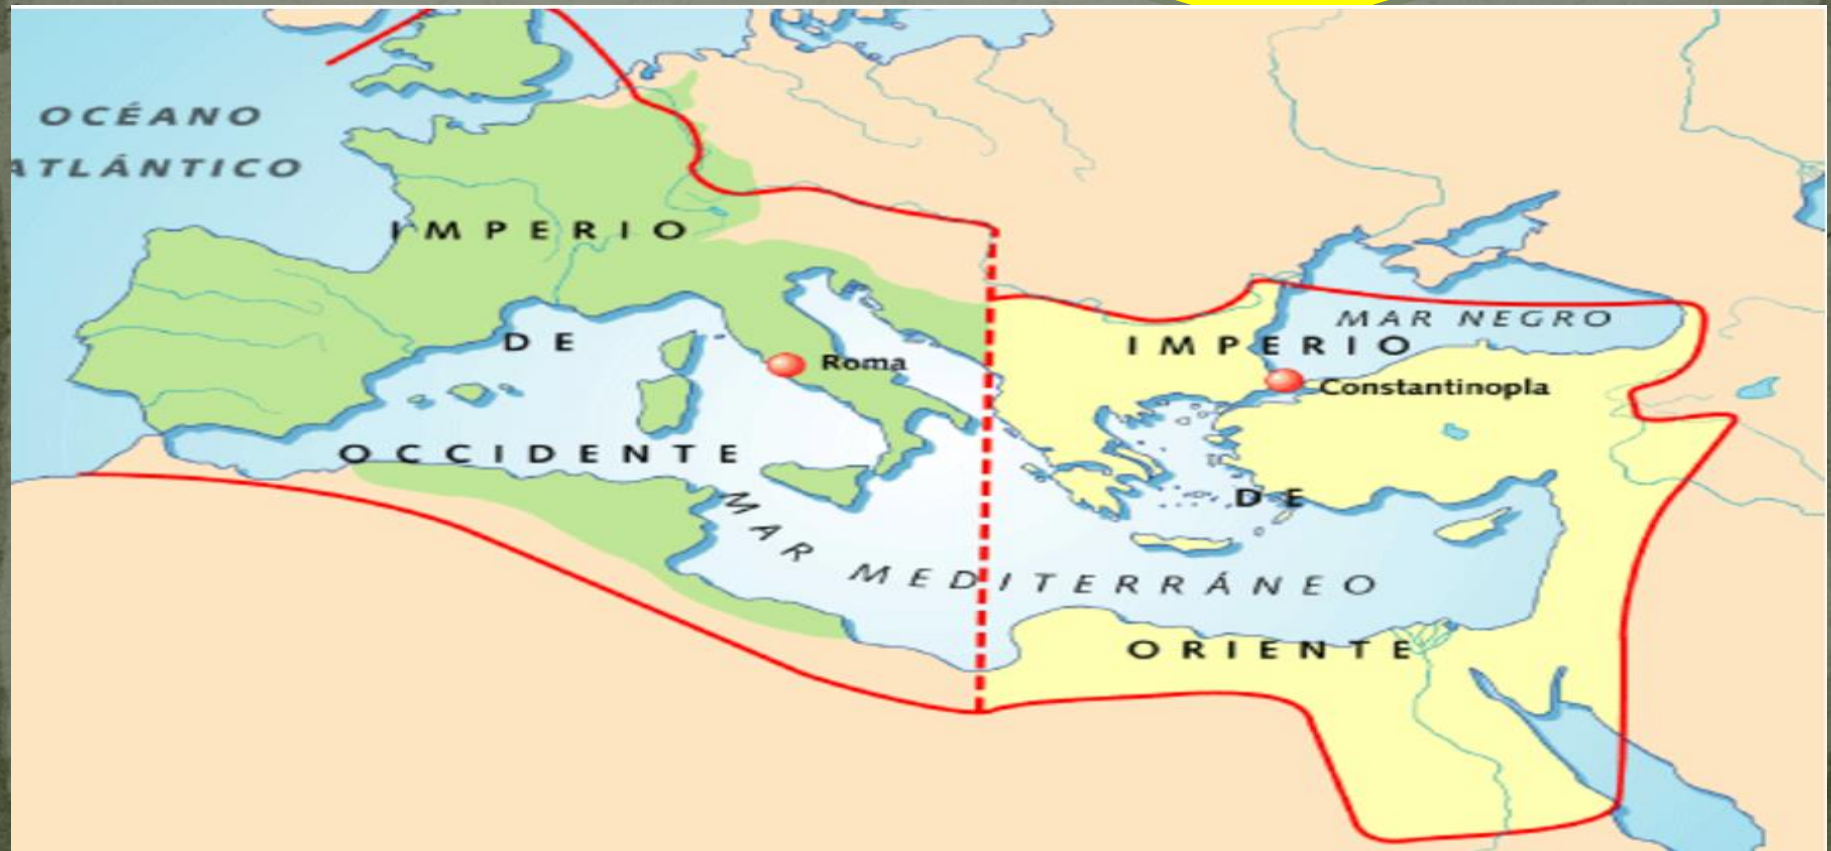 OCÉANO
ATLÁNTICO
IMPERIO
DE
OCCIDENTE
Roma
MAR MEDITERRÁNEO
MAR NEGRO
IMPERIO
Constantinopla
DE
ORIENTE